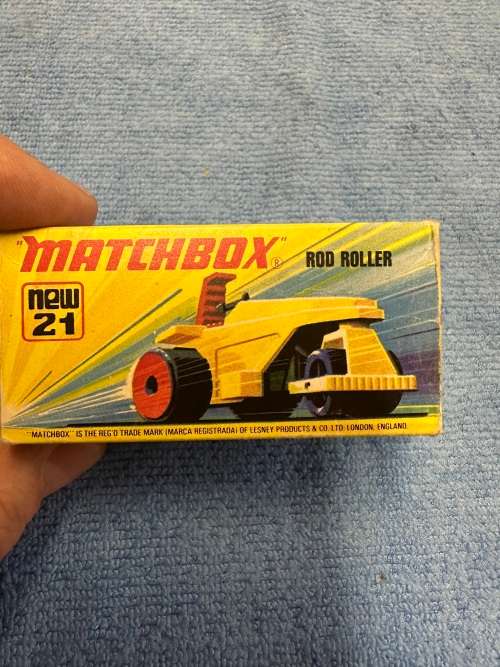 "MATCHBOX"®
ROD ROLLER
new
21
"MATCHBOX" IS THE REG'D TRADE MARK (MARCA REGISTRADA) OF LESNEY PRODUCTS & CO. LTD. LONDON, ENGLAND.